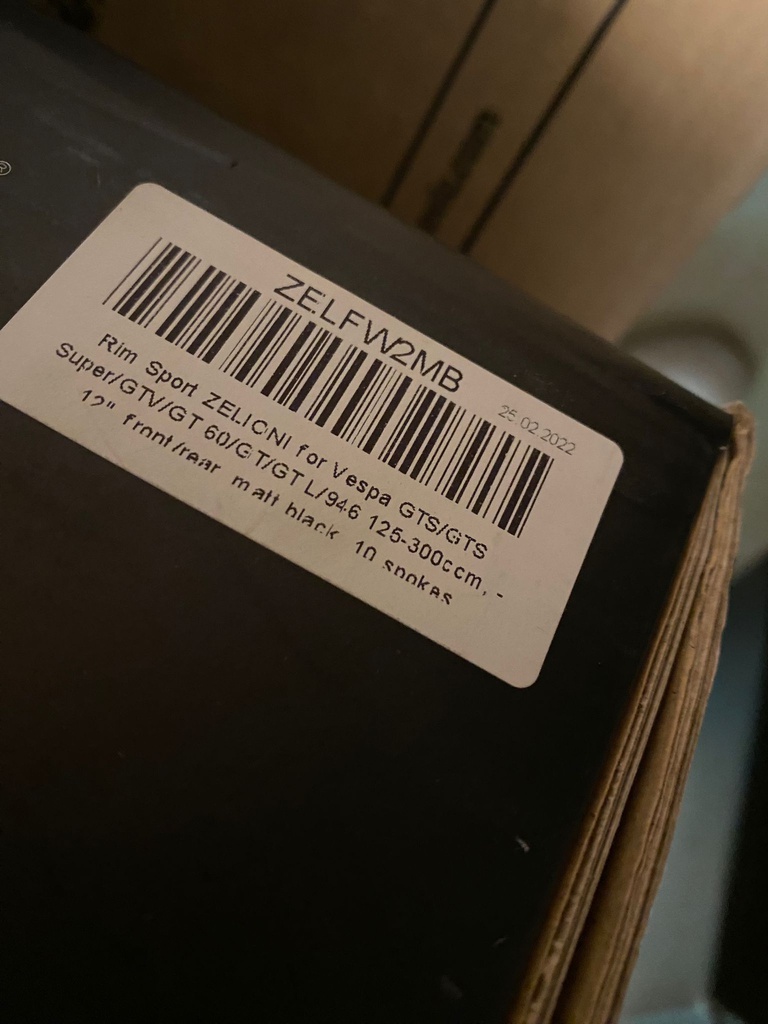 ®
ZELFW2MB
25.02.2022
Rim Sport ZELIONI for Vespa GTS/GTS
Super/GTV/GT 60/GT/GT L/946 125-300ccm, -
12" front/rear matt black 10 spokes